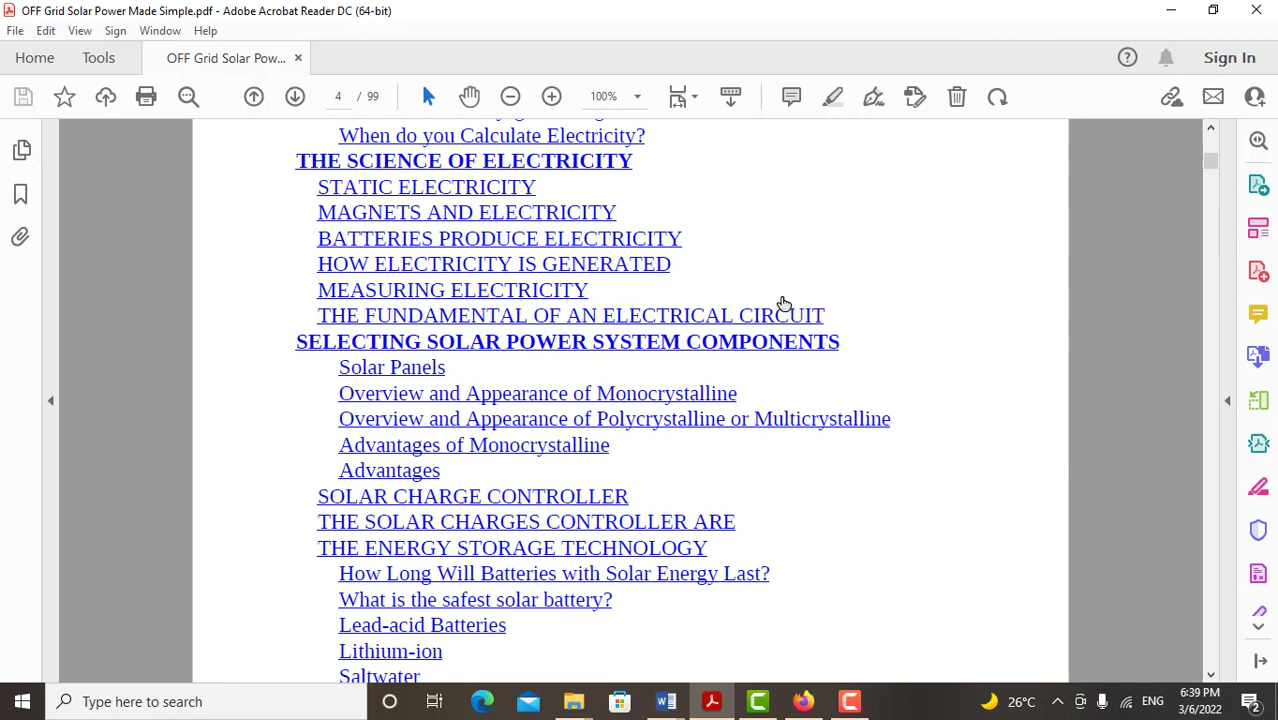 OFF Grid Solar Power Made Simple.pdf - Adobe Acrobat Reader DC (64-bit)
File Edit View Sign Window Help
Home Tools OFF Grid Solar Pow... Sign In
4 / 99 100%
When do you Calculate Electricity?
THE SCIENCE OF ELECTRICITY
STATIC ELECTRICITY
MAGNETS AND ELECTRICITY
BATTERIES PRODUCE ELECTRICITY
HOW ELECTRICITY IS GENERATED
MEASURING ELECTRICITY
THE FUNDAMENTAL OF AN ELECTRICAL CIRCUIT
SELECTING SOLAR POWER SYSTEM COMPONENTS
Solar Panels
Overview and Appearance of Monocrystalline
Overview and Appearance of Polycrystalline or Multicrystalline
Advantages of Monocrystalline
Advantages
SOLAR CHARGE CONTROLLER
THE SOLAR CHARGES CONTROLLER ARE
THE ENERGY STORAGE TECHNOLOGY
How Long Will Batteries with Solar Energy Last?
What is the safest solar battery?
Lead-acid Batteries
Lithium-ion
Saltwater
Type here to search 26°C ENG 6:39 PM
3/6/2022 2